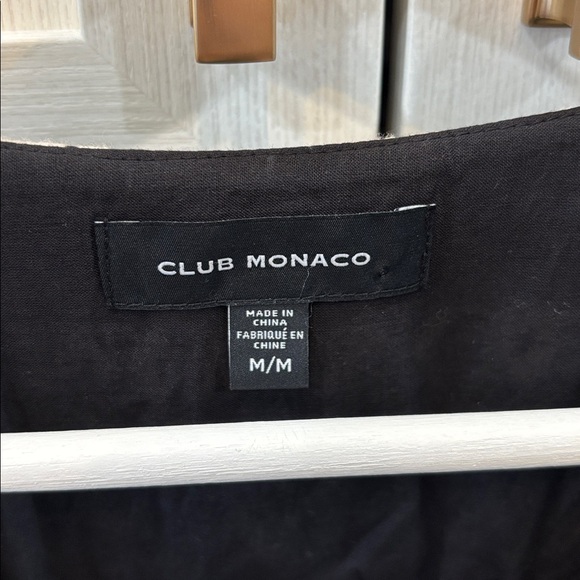 CLUB MONACO
MADE IN
CHINA
FABRIQUÉ EN
CHINE
M/M